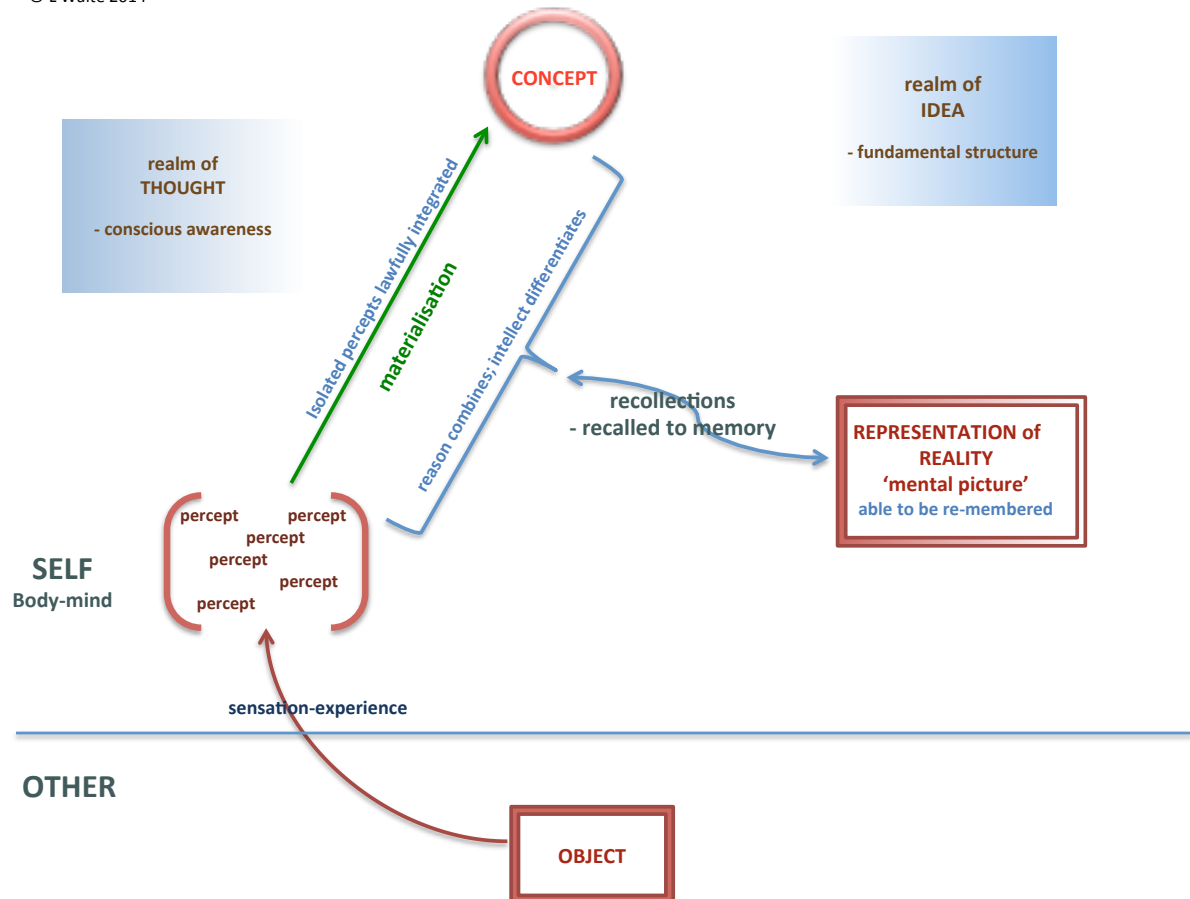 CONCEPT
realm of
IDEA
- fundamental structure
realm of
THOUGHT
- conscious awareness
Isolated percepts lawfully integrated
materialisation
reason combines; intellect differentiates
recollections
- recalled to memory
REPRESENTATION of
REALITY
‘mental picture’
able to be re-membered
percept percept
percept
percept
percept
percept
SELF
Body-mind
sensation-experience
OTHER
OBJECT